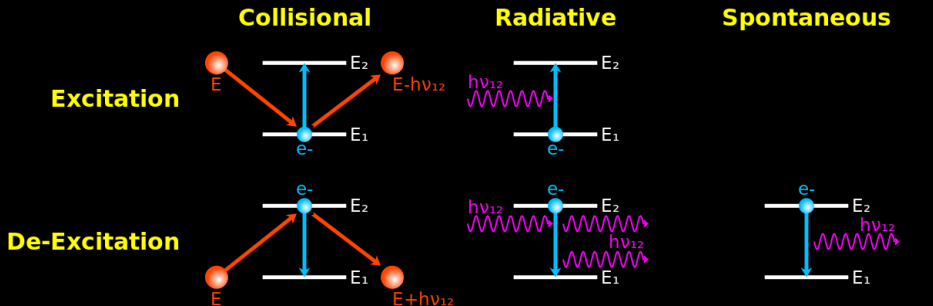 Collisional Radiative Spontaneous
Excitation
E
E₂
E-hν₁₂
E₁
e-
hν₁₂
E₂
E₁
e-
De-Excitation
e-
E₂
E₁
E
E+hν₁₂
e-
hν₁₂
E₂
hν₁₂
E₁
e-
E₂
hν₁₂
E₁